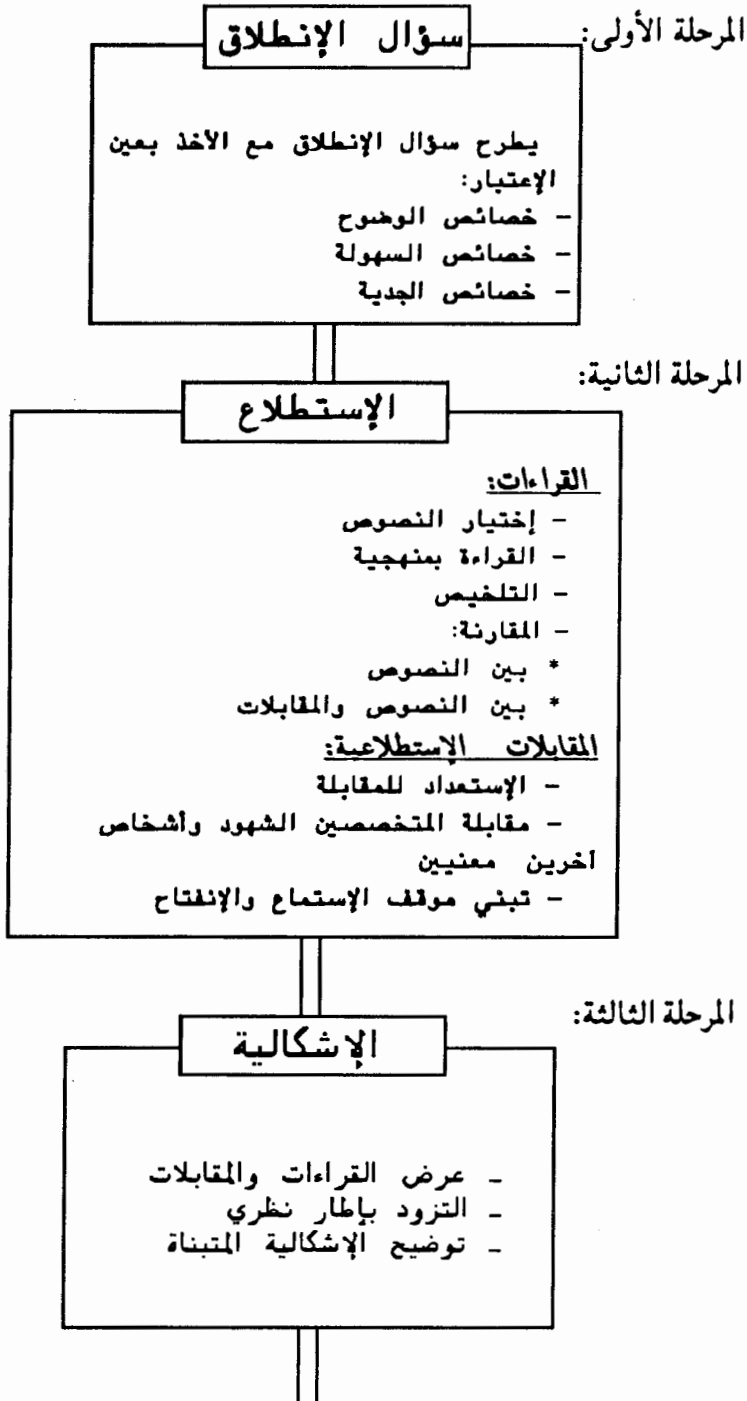 المرحلة الأولى:
سؤال الإنطلاق
يطرح سؤال الإنطلاق مع الأخذ بعين
الإعتبار:
- خصائص الوضوح
- خصائص السهولة
- خصائص الجدية
المرحلة الثانية:
الإستطلاع
القراءات:
- إختيار النصوص
- القراءة بمنهجية
- التلخيص
- المقارنة:
* بين النصوص
* بين النصوص والمقابلات
المقابلات الإستطلاعية:
- الإستعداد للمقابلة
- مقابلة المتخصصين الشهود وأشخاص
آخرين معنيين
- تبني موقف الإستماع والإنفتاح
المرحلة الثالثة:
الإشكالية
- عرض القراءات والمقابلات
- التزود بإطار نظري
- توضيح الإشكالية المتبناة